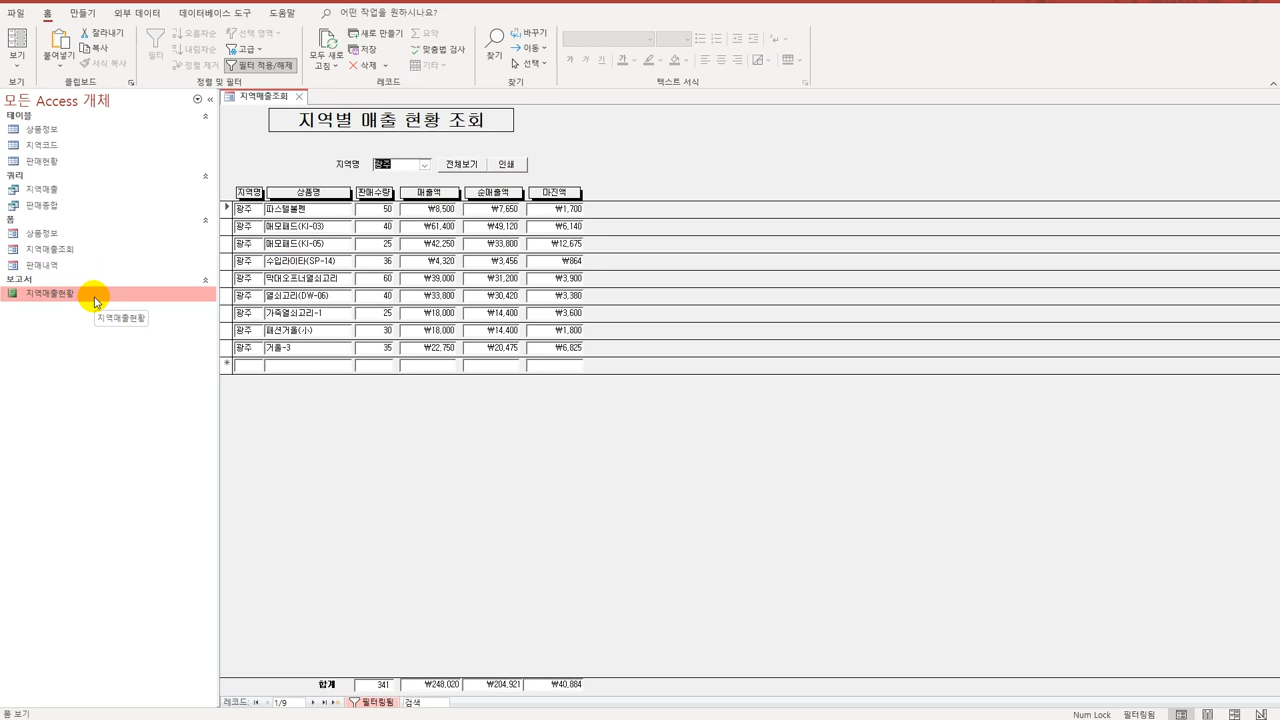 파일 홈 만들기 외부 데이터 데이터베이스 도구 도움말 어떤 작업을 원하시나요?
보기
붙여넣기
잘라내기
복사
서식 복사
클립보드
필터
오름차순
내림차순
정렬 제거
선택 영역
고급
필터 적용/해제
정렬 및 필터
모두 새로 고침
새로 만들기
저장
삭제
요약
맞춤법 검사
기타
레코드
찾기
바꾸기
이동
선택
찾기
가 가 가 가
텍스트 서식
모든 Access 개체
테이블
상품정보
지역코드
판매현황
쿼리
지역매출
판매종합
폼
상품정보
지역매출조회
판매내역
보고서
지역매출현황
지역매출현황
지역매출조회
지역별 매출 현황 조회
지역명 광주 전체보기 인쇄
지역명 상품명 판매수량 매출액 순매출액 마진액
광주 파스텔볼펜 50 ₩8,500 ₩7,650 ₩1,700
광주 메모패드(KI-03) 40 ₩61,400 ₩49,120 ₩6,140
광주 메모패드(KI-05) 25 ₩42,250 ₩33,800 ₩12,675
광주 수입라이타(SP-14) 36 ₩4,320 ₩3,456 ₩864
광주 막대오프너열쇠고리 60 ₩39,000 ₩31,200 ₩3,900
광주 열쇠고리(DW-06) 40 ₩33,800 ₩30,420 ₩3,380
광주 가죽열쇠고리-1 25 ₩18,000 ₩14,400 ₩3,600
광주 패션거울(小) 30 ₩18,000 ₩14,400 ₩1,800
광주 거울-3 35 ₩22,750 ₩20,475 ₩6,825
합계 341 ₩248,020 ₩204,921 ₩40,884
레코드: 1/9 필터링됨 검색
폼 보기 Num Lock 필터링됨